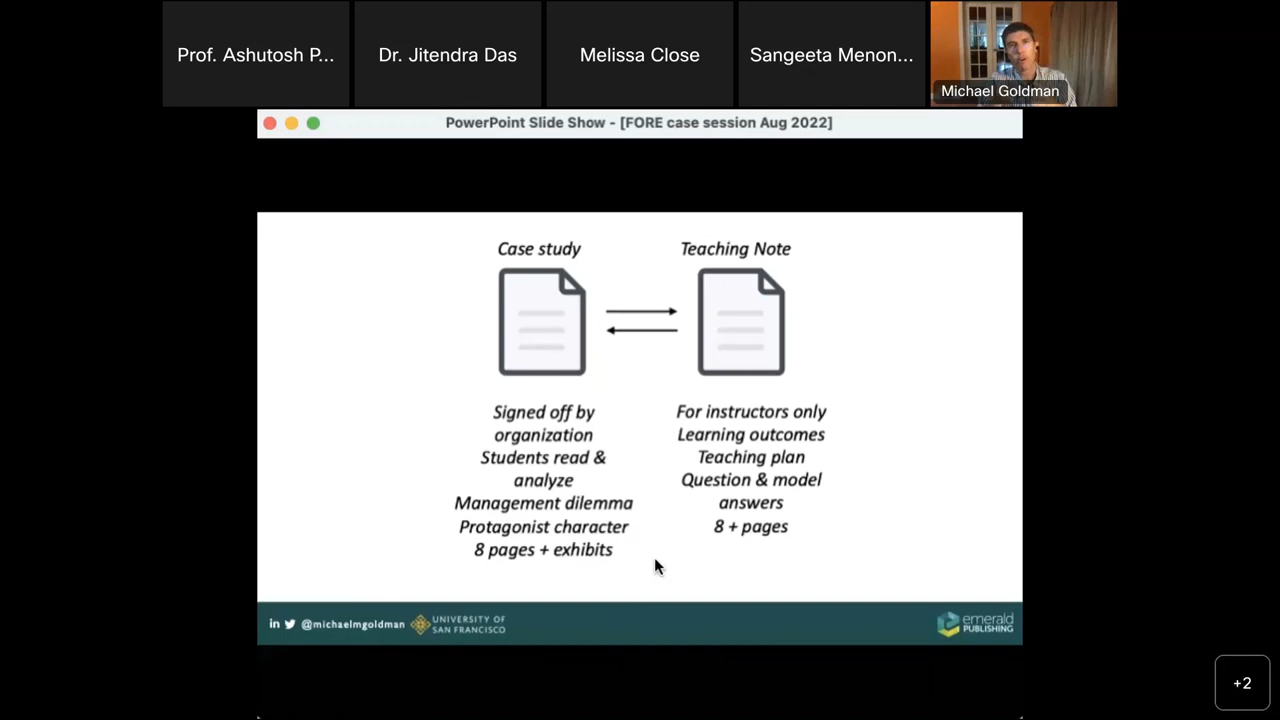 Prof. Ashutosh P...
Dr. Jitendra Das
Melissa Close
Sangeeta Menon...
Michael Goldman
PowerPoint Slide Show - [FORE case session Aug 2022]
Case study
Teaching Note
Signed off by
organization
Students read &
analyze
Management dilemma
Protagonist character
8 pages + exhibits
For instructors only
Learning outcomes
Teaching plan
Question & model
answers
8 + pages
in @michaelmgoldman
UNIVERSITY OF
SAN FRANCISCO
emerald
PUBLISHING
+2